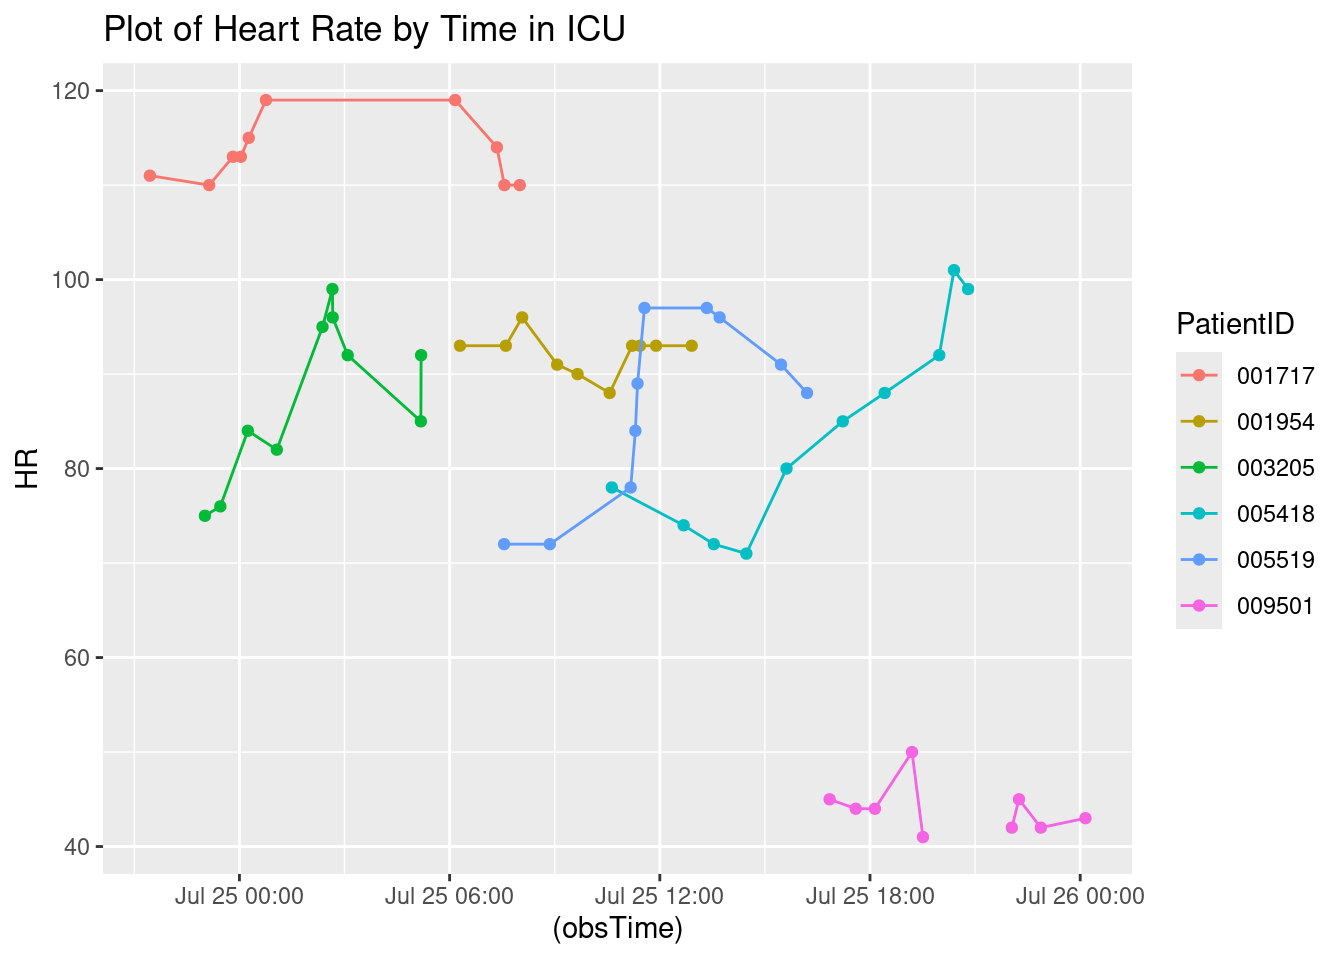 Plot of Heart Rate by Time in ICU
120
100
80
60
40
HR
Jul 25 00:00
Jul 25 06:00
Jul 25 12:00
Jul 25 18:00
Jul 26 00:00
(obsTime)
PatientID
001717
001954
003205
005418
005519
009501